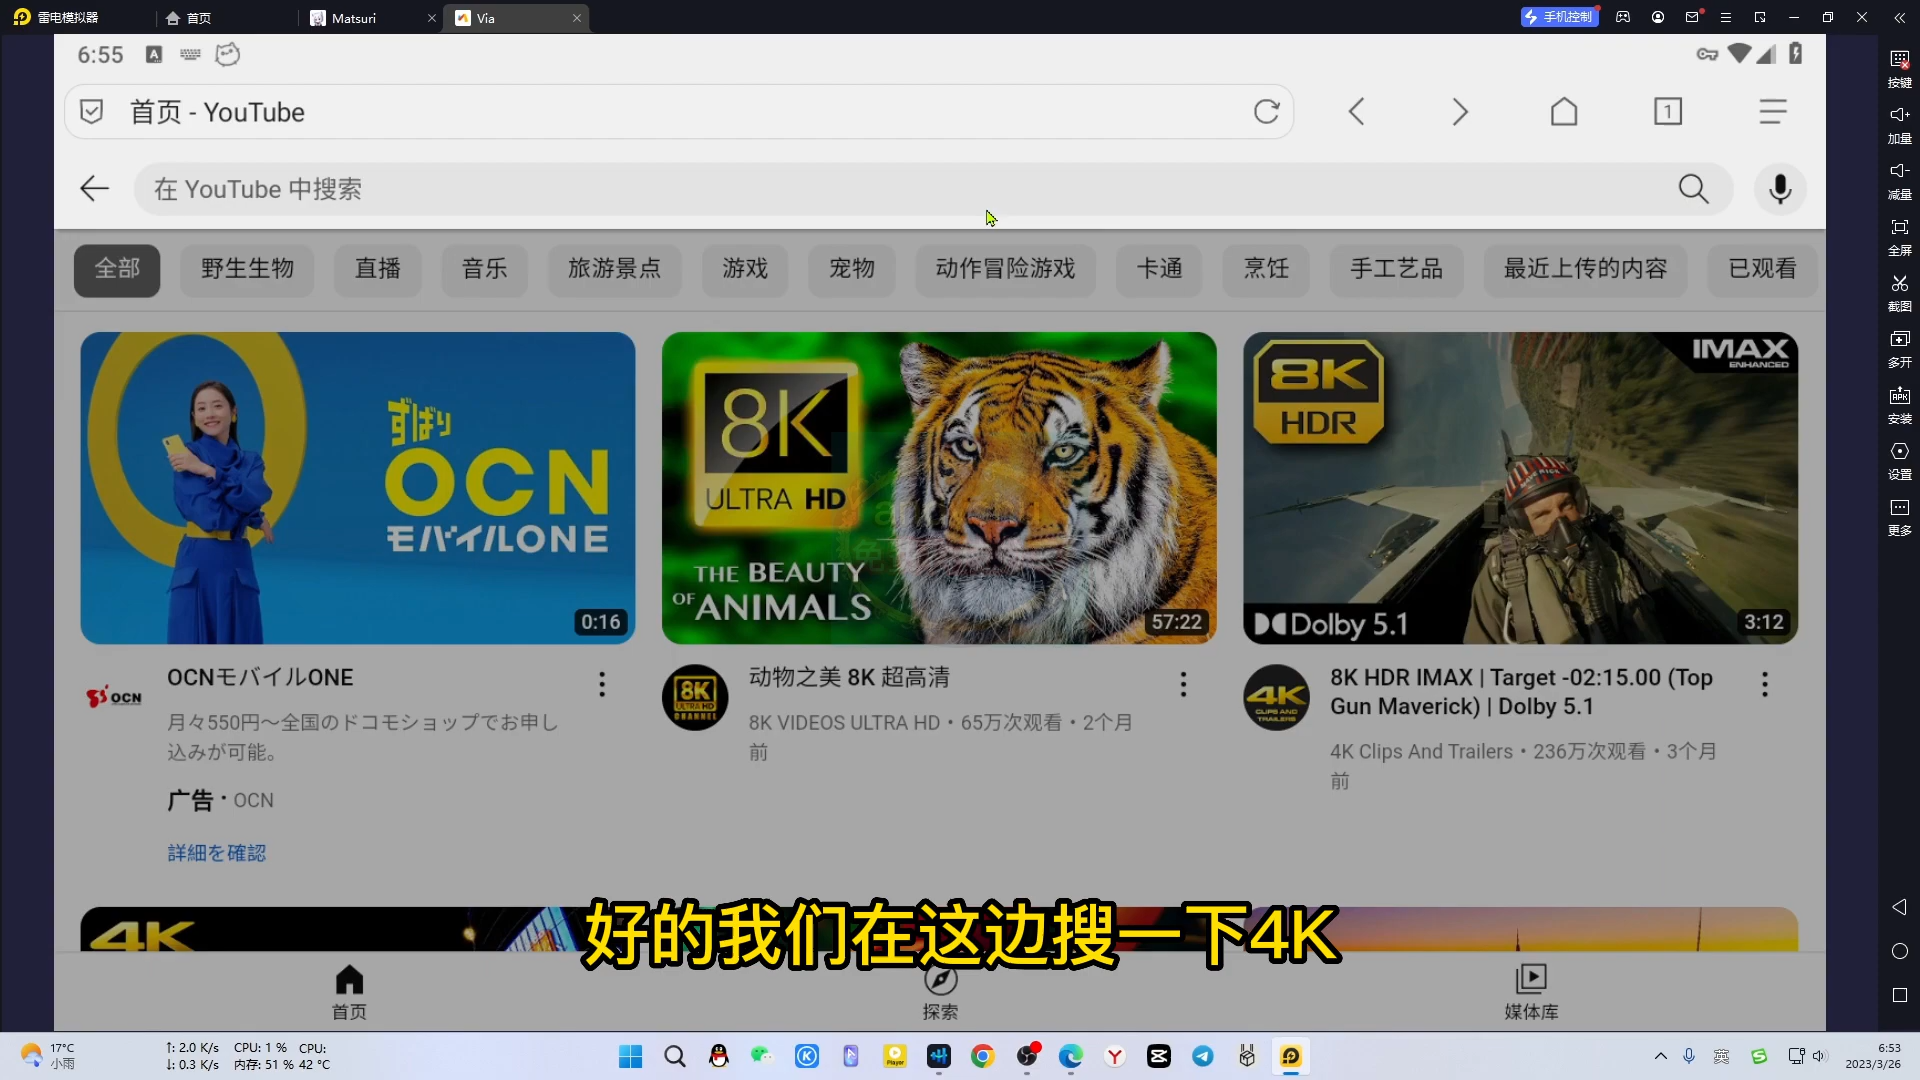 雷电模拟器
首页
Matsuri
Via
手机控制
6:55
首页 - YouTube
1
在 YouTube 中搜索
全部
野生生物
直播
音乐
旅游景点
游戏
宠物
动作冒险游戏
卡通
烹饪
手工艺品
最近上传的内容
已观看
ずばり
OCN
モバイルONE
0:16
8K
ULTRA HD
THE BEAUTY
OF ANIMALS
57:22
8K
HDR
IMAX
ENHANCED
Dolby 5.1
3:12
OCN
OCNモバイルONE
月々550円～全国のドコモショップでお申し
込みが可能。
广告・OCN
詳細を確認
8K
ULTRA HD
CHANNEL
动物之美 8K 超高清
8K VIDEOS ULTRA HD・65万次观看・2个月
前
4K
CLIPS AND
TRAILERS
8K HDR IMAX | Target -02:15.00 (Top
Gun Maverick) | Dolby 5.1
4K Clips And Trailers・236万次观看・3个月
前
4K
好的我们在这边搜一下4K
首页
探索
媒体库
按键
加量
减量
全屏
截图
多开
安装
设置
更多
17°C
小雨
↑: 2.0 K/s
↓: 0.3 K/s
CPU: 1 %
内存: 51 %
CPU:
42 °C
Player
英
6:53
2023/3/26